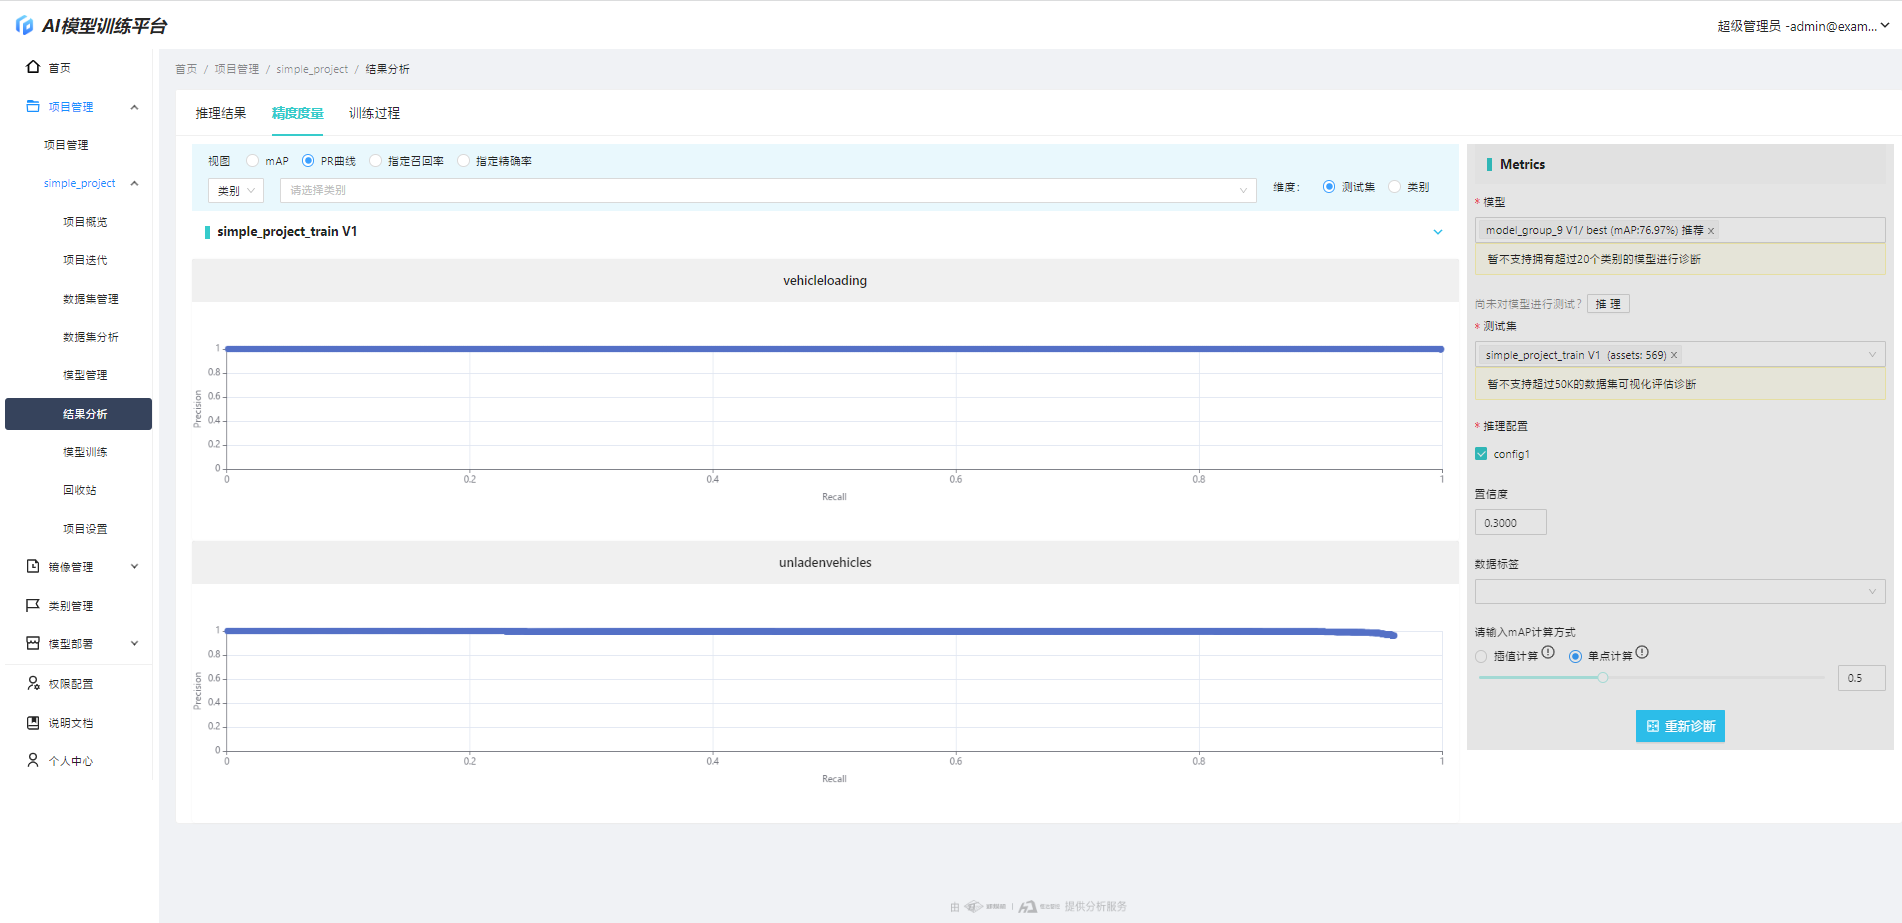 AI模型训练平台
超级管理员 -admin@exam...
首页
项目管理
项目管理
simple_project
项目概览
项目迭代
数据集管理
数据集分析
模型管理
结果分析
模型训练
回收站
项目设置
镜像管理
类别管理
模型部署
权限配置
说明文档
个人中心
首页 / 项目管理 / simple_project / 结果分析
推理结果 精度度量 训练过程
视图 mAP PR曲线 指定召回率 指定精确率
类别 请选择类别 维度： 测试集 类别
simple_project_train V1
vehicleloading
Precision
1
0.8
0.6
0.4
0.2
0
0 0.2 0.4 0.6 0.8 1
Recall
unladenvehicles
Precision
1
0.8
0.6
0.4
0.2
0
0 0.2 0.4 0.6 0.8 1
Recall
Metrics
* 模型
model_group_9 V1/ best (mAP:76.97%) 推荐 ×
暂不支持拥有超过20个类别的模型进行诊断
尚未对模型进行测试? 推 理
* 测试集
simple_project_train V1 (assets: 569) ×
暂不支持超过50K的数据集可视化评估诊断
* 推理配置
config1
置信度
0.3000
数据标签
请输入mAP计算方式
插值计算 单点计算
0.5
重新诊断
由 | 提供分析服务